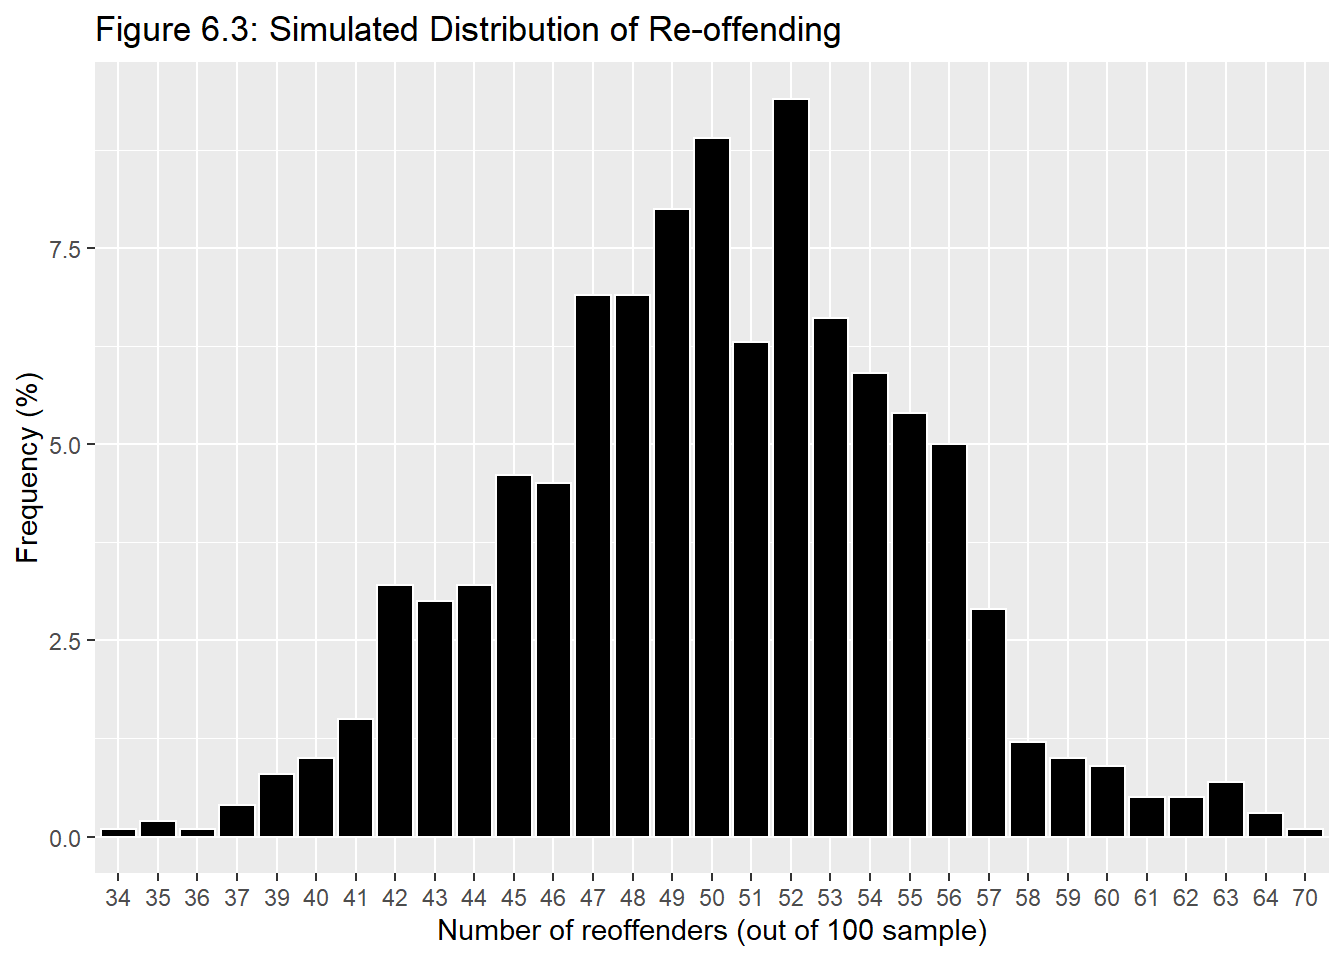 Figure 6.3: Simulated Distribution of Re-offending
Frequency (%)
7.5
5.0
2.5
0.0
34 35 36 37 39 40 41 42 43 44 45 46 47 48 49 50 51 52 53 54 55 56 57 58 59 60 61 62 63 64 70
Number of reoffenders (out of 100 sample)